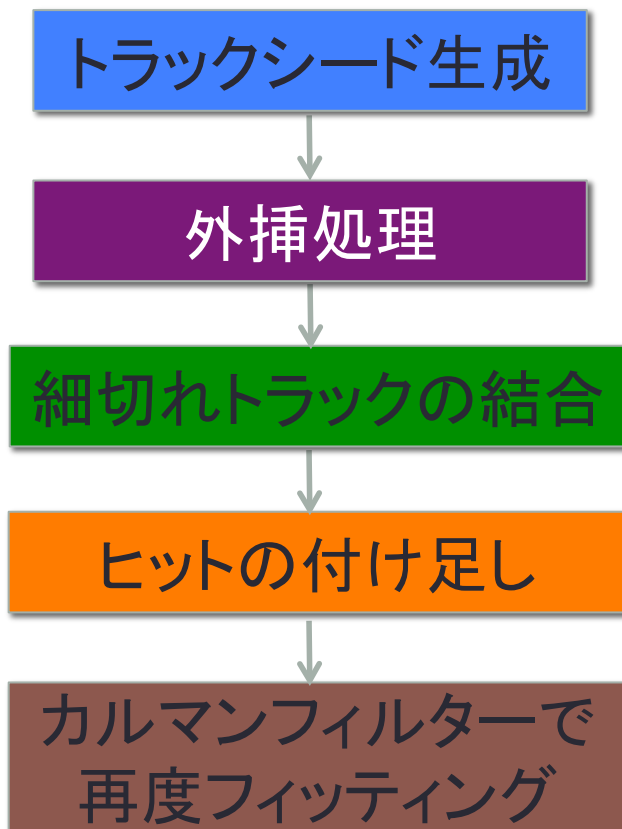 トラックシード生成
外挿処理
細切れトラックの結合
ヒットの付け足し
カルマンフィルターで
再度フィッティング